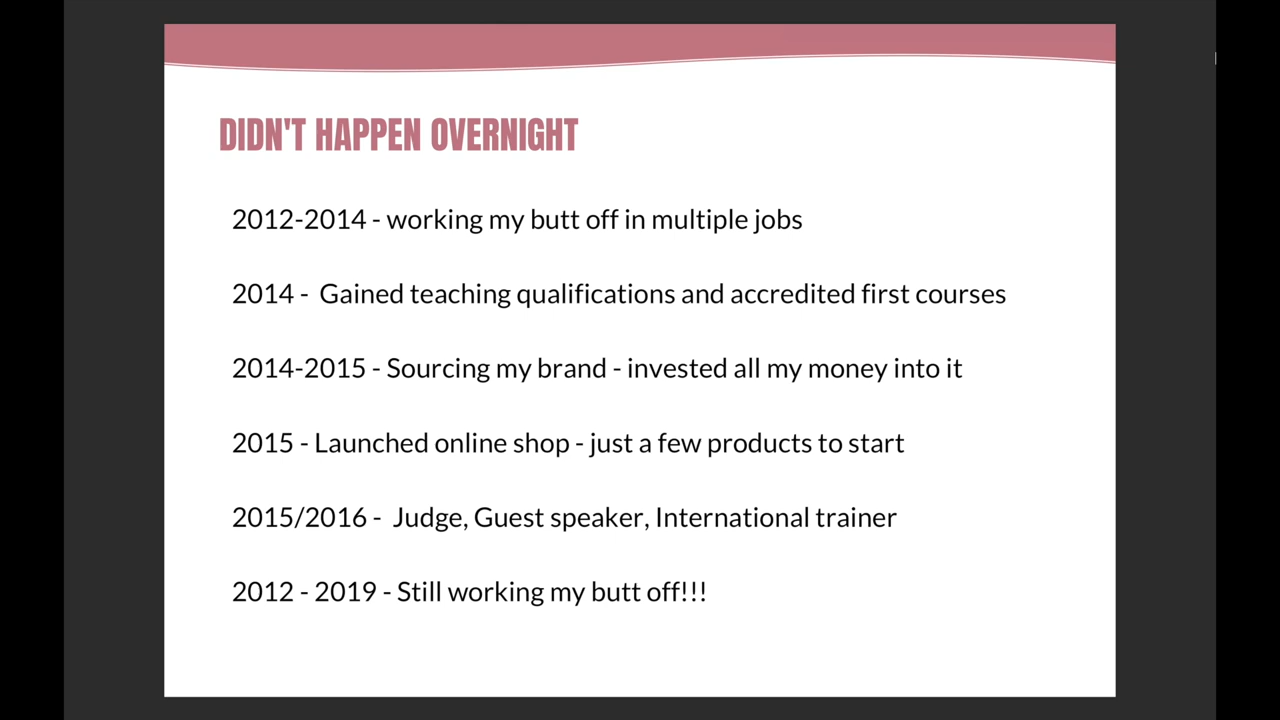 DIDN'T HAPPEN OVERNIGHT
2012-2014 - working my butt off in multiple jobs
2014 -  Gained teaching qualifications and accredited first courses
2014-2015 - Sourcing my brand - invested all my money into it
2015 - Launched online shop - just a few products to start
2015/2016 -  Judge, Guest speaker, International trainer
2012 - 2019 - Still working my butt off!!!